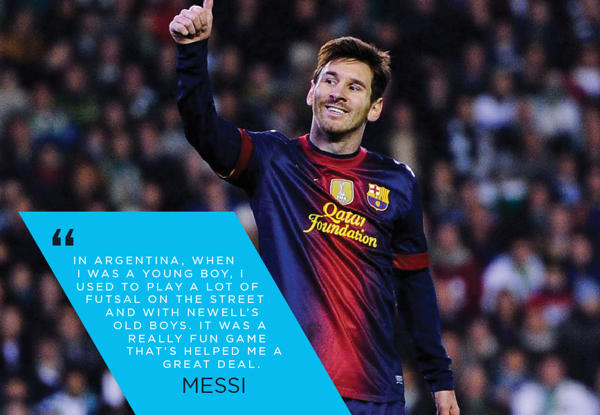 Qatar
Foundation
“
IN ARGENTINA, WHEN
I WAS A YOUNG BOY, I
USED TO PLAY A LOT OF
FUTSAL ON THE STREET
AND WITH NEWELL'S
OLD BOYS. IT WAS A
REALLY FUN GAME
THAT'S HELPED ME A
GREAT DEAL.
MESSI